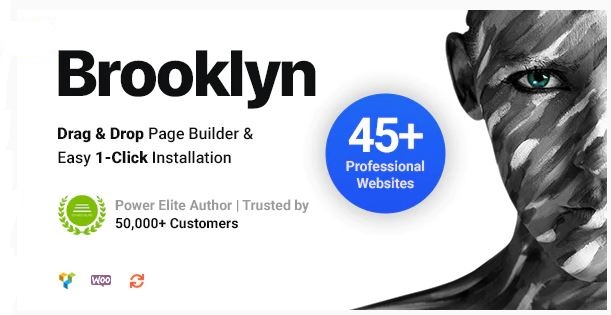 Brooklyn
Drag & Drop Page Builder &
Easy 1-Click Installation
45+
Professional
Websites
Power Elite Author | Trusted by
50,000+ Customers
WOO